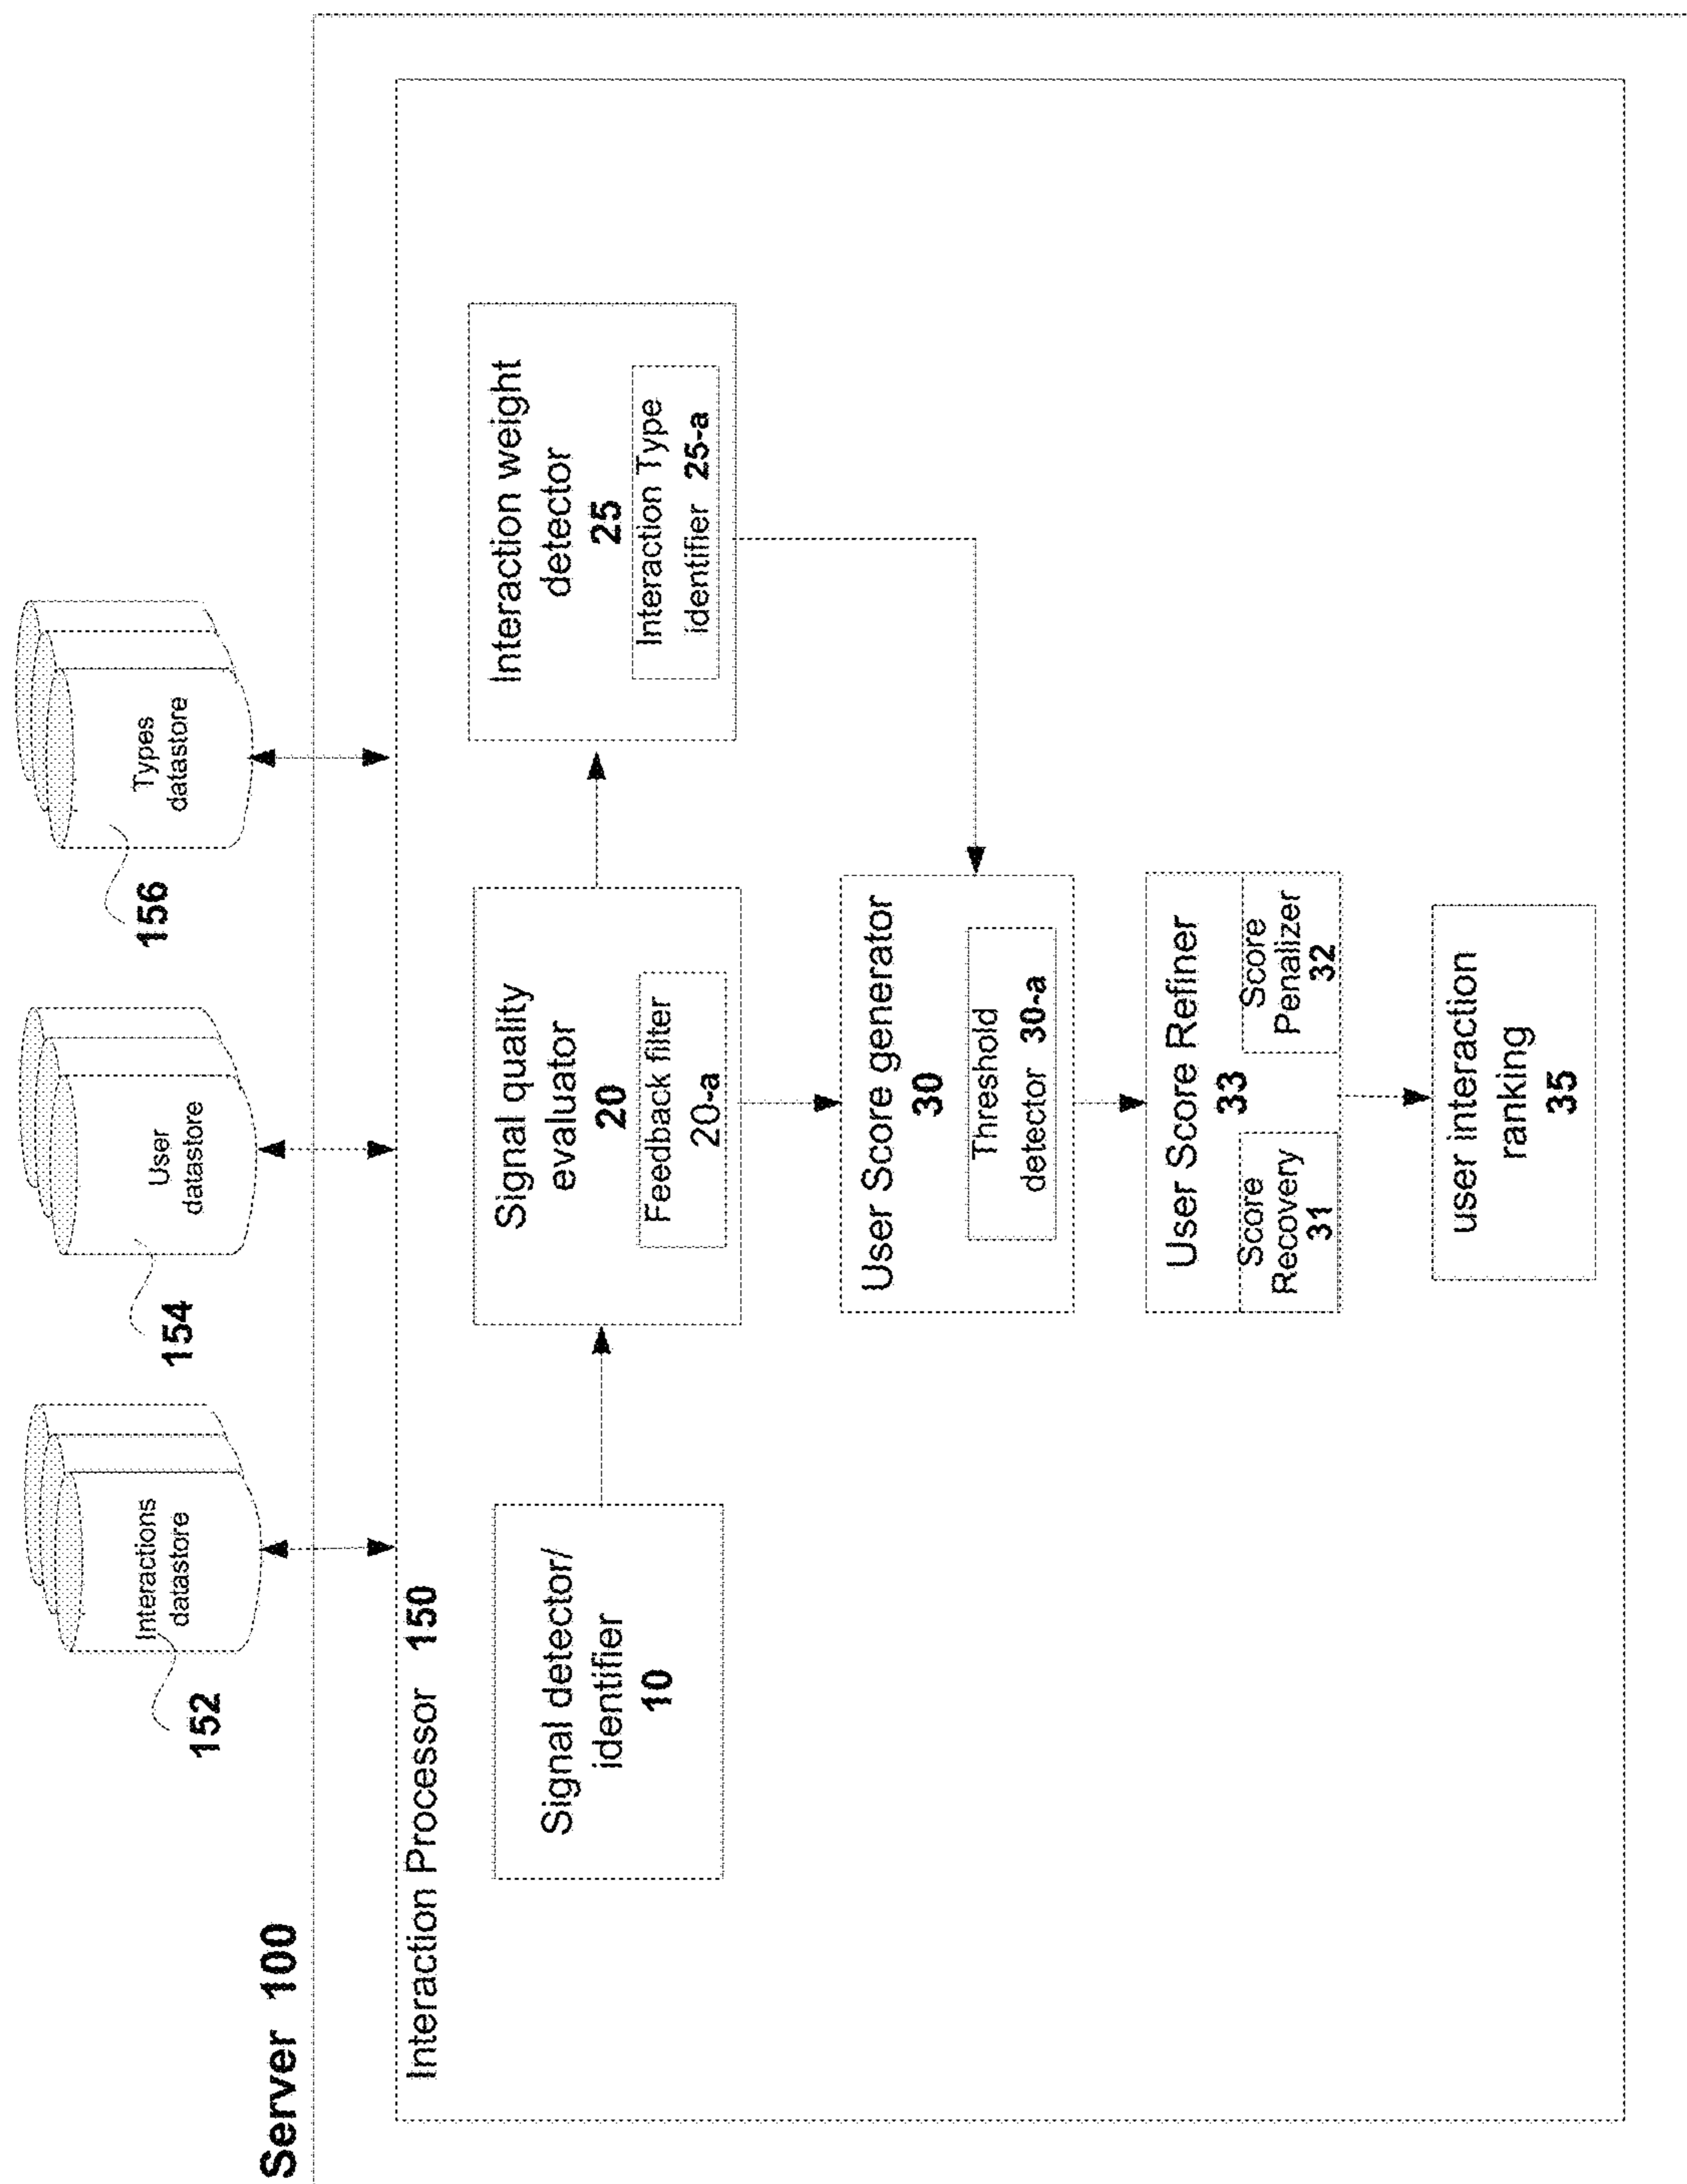 Interactions
datastore
152
User
datastore
154
Types
datastore
156
Server 100
Interaction Processor 150
Signal detector/
identifier
10
Signal quality
evaluator
20
Feedback filter
20-a
Interaction weight
detector
25
Interaction Type
identifier 25-a
User Score generator
30
Threshold
detector 30-a
User Score Refiner
33
Score
Recovery
31
Score
Penalizer
32
user interaction
ranking
35